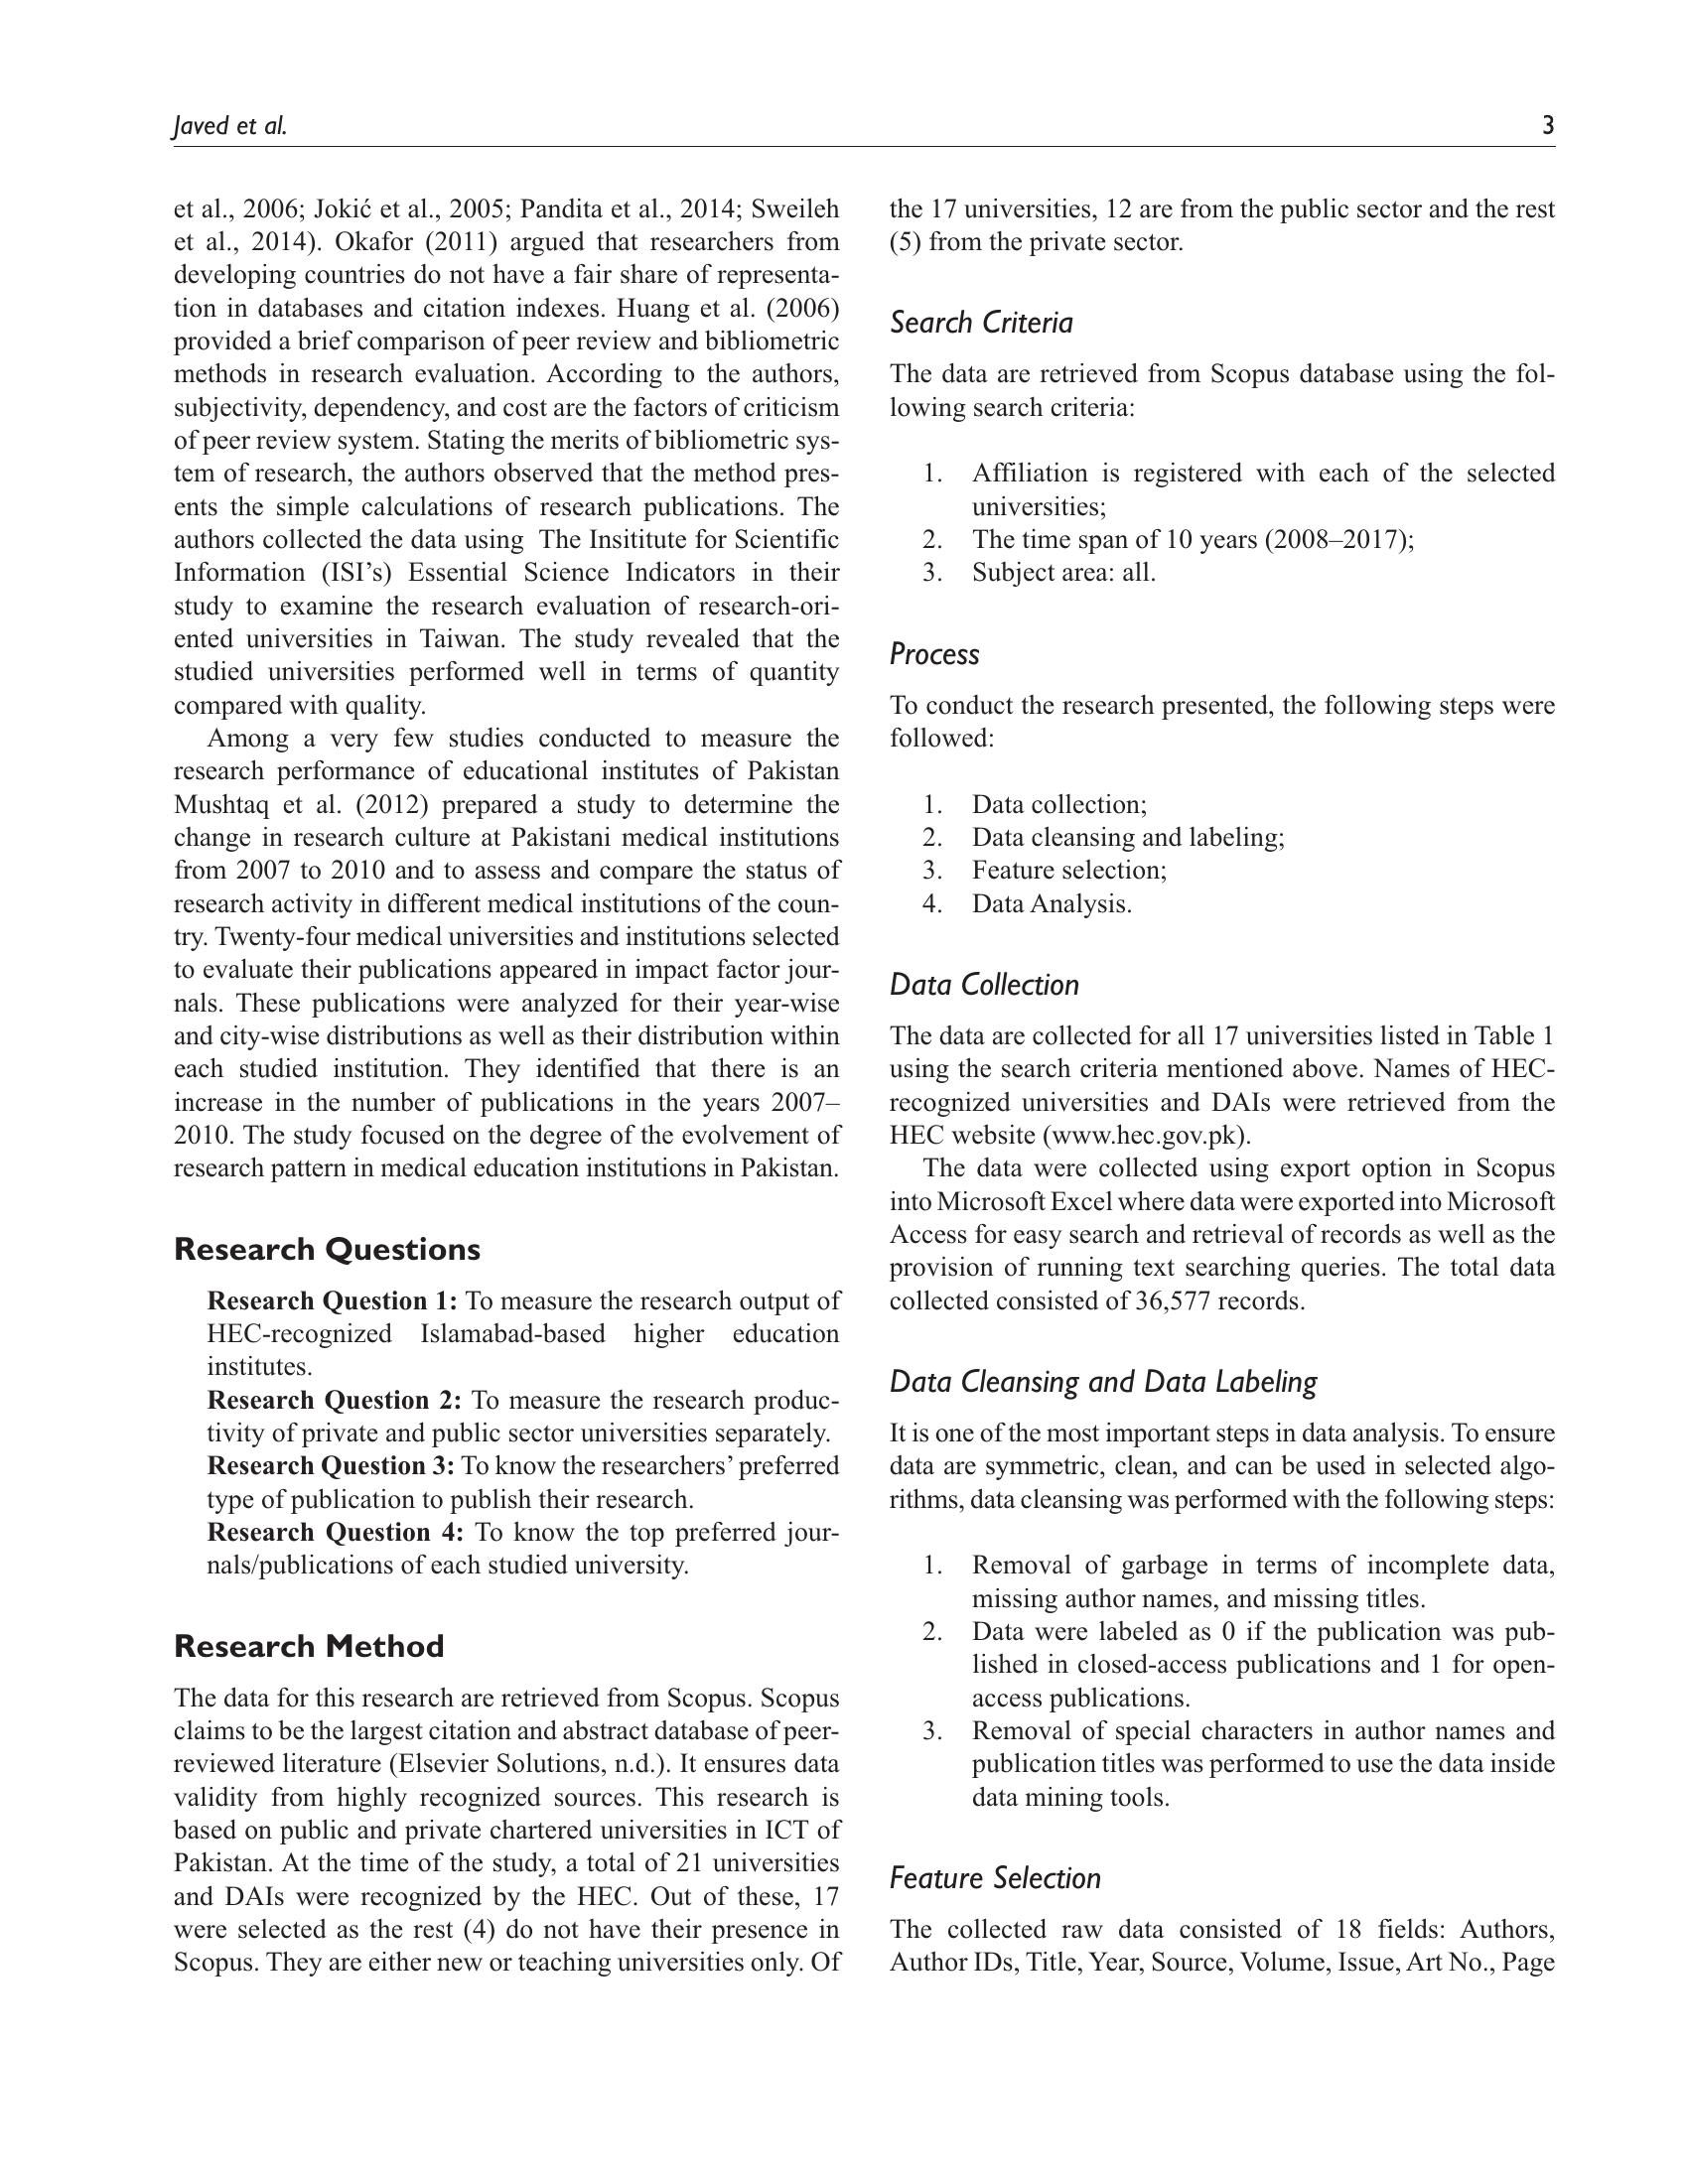 Javed et al.
3
et al., 2006; Jokić et al., 2005; Pandita et al., 2014; Sweileh
et al., 2014). Okafor (2011) argued that researchers from
developing countries do not have a fair share of representa-
tion in databases and citation indexes. Huang et al. (2006)
provided a brief comparison of peer review and bibliometric
methods in research evaluation. According to the authors,
subjectivity, dependency, and cost are the factors of criticism
of peer review system. Stating the merits of bibliometric sys-
tem of research, the authors observed that the method pres-
ents the simple calculations of research publications. The
authors collected the data using The Insititute for Scientific
Information (ISI’s) Essential Science Indicators in their
study to examine the research evaluation of research-ori-
ented universities in Taiwan. The study revealed that the
studied universities performed well in terms of quantity
compared with quality.
Among a very few studies conducted to measure the
research performance of educational institutes of Pakistan
Mushtaq et al. (2012) prepared a study to determine the
change in research culture at Pakistani medical institutions
from 2007 to 2010 and to assess and compare the status of
research activity in different medical institutions of the coun-
try. Twenty-four medical universities and institutions selected
to evaluate their publications appeared in impact factor jour-
nals. These publications were analyzed for their year-wise
and city-wise distributions as well as their distribution within
each studied institution. They identified that there is an
increase in the number of publications in the years 2007–
2010. The study focused on the degree of the evolvement of
research pattern in medical education institutions in Pakistan.
Research Questions
Research Question 1: To measure the research output of
HEC-recognized Islamabad-based higher education
institutes.
Research Question 2: To measure the research produc-
tivity of private and public sector universities separately.
Research Question 3: To know the researchers’ preferred
type of publication to publish their research.
Research Question 4: To know the top preferred jour-
nals/publications of each studied university.
Research Method
The data for this research are retrieved from Scopus. Scopus
claims to be the largest citation and abstract database of peer-
reviewed literature (Elsevier Solutions, n.d.). It ensures data
validity from highly recognized sources. This research is
based on public and private chartered universities in ICT of
Pakistan. At the time of the study, a total of 21 universities
and DAIs were recognized by the HEC. Out of these, 17
were selected as the rest (4) do not have their presence in
Scopus. They are either new or teaching universities only. Of
the 17 universities, 12 are from the public sector and the rest
(5) from the private sector.
Search Criteria
The data are retrieved from Scopus database using the fol-
lowing search criteria:
1. Affiliation is registered with each of the selected
universities;
2. The time span of 10 years (2008–2017);
3. Subject area: all.
Process
To conduct the research presented, the following steps were
followed:
1. Data collection;
2. Data cleansing and labeling;
3. Feature selection;
4. Data Analysis.
Data Collection
The data are collected for all 17 universities listed in Table 1
using the search criteria mentioned above. Names of HEC-
recognized universities and DAIs were retrieved from the
HEC website (www.hec.gov.pk).
The data were collected using export option in Scopus
into Microsoft Excel where data were exported into Microsoft
Access for easy search and retrieval of records as well as the
provision of running text searching queries. The total data
collected consisted of 36,577 records.
Data Cleansing and Data Labeling
It is one of the most important steps in data analysis. To ensure
data are symmetric, clean, and can be used in selected algo-
rithms, data cleansing was performed with the following steps:
1. Removal of garbage in terms of incomplete data,
missing author names, and missing titles.
2. Data were labeled as 0 if the publication was pub-
lished in closed-access publications and 1 for open-
access publications.
3. Removal of special characters in author names and
publication titles was performed to use the data inside
data mining tools.
Feature Selection
The collected raw data consisted of 18 fields: Authors,
Author IDs, Title, Year, Source, Volume, Issue, Art No., Page